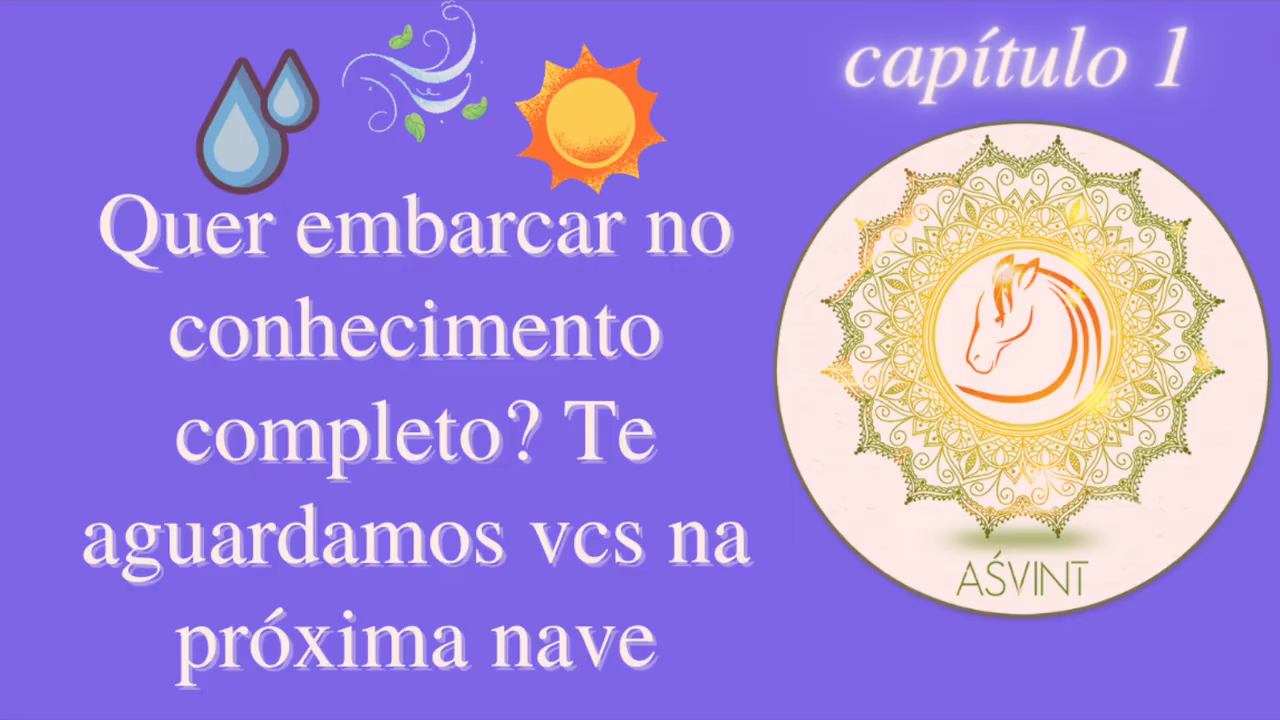 capítulo 1
Quer embarcar no
conhecimento
completo? Te
aguardamos vcs na
próxima nave
AŚVINT